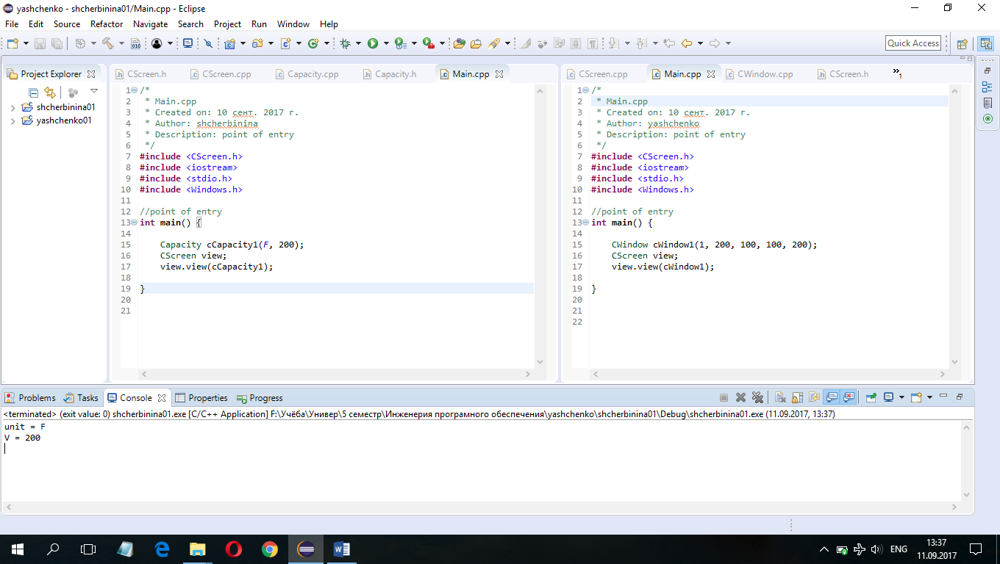 yashchenko - shcherbinina01/Main.cpp - Eclipse
File Edit Source Refactor Navigate Search Project Run Window Help
010
Quick Access
Project Explorer
shcherbinina01
yashchenko01
CScreen.h CScreen.cpp Capacity.cpp Capacity.h Main.cpp
1 /*
2 * Main.cpp
3 * Created on: 10 сент. 2017 г.
4 * Author: shcherbinina
5 * Description: point of entry
6 */
7 #include <CScreen.h>
8 #include <iostream>
9 #include <stdio.h>
10 #include <Windows.h>
11
12 //point of entry
13 int main() {
14
15 Capacity cCapacity1(F, 200);
16 CScreen view;
17 view.view(cCapacity1);
18
19 }
20
21
CScreen.cpp Main.cpp CWindow.cpp CScreen.h »1
1 /*
2 * Main.cpp
3 * Created on: 10 сент. 2017 г.
4 * Author: yashchenko
5 * Description: point of entry
6 */
7 #include <CScreen.h>
8 #include <iostream>
9 #include <stdio.h>
10 #include <Windows.h>
11
12 //point of entry
13 int main() {
14
15 CWindow cWindow1(1, 200, 100, 100, 200);
16 CScreen view;
17 view.view(cWindow1);
18
19 }
20
21
22
Problems Tasks Console Properties Progress
<terminated> (exit value: 0) shcherbinina01.exe [C/C++ Application] F:\Учёба\Универ\5 семестр\Инженерия програмного обеспечения\yashchenko\shcherbinina01\Debug\shcherbinina01.exe (11.09.2017, 13:37)
unit = F
V = 200
ENG
13:37
11.09.2017